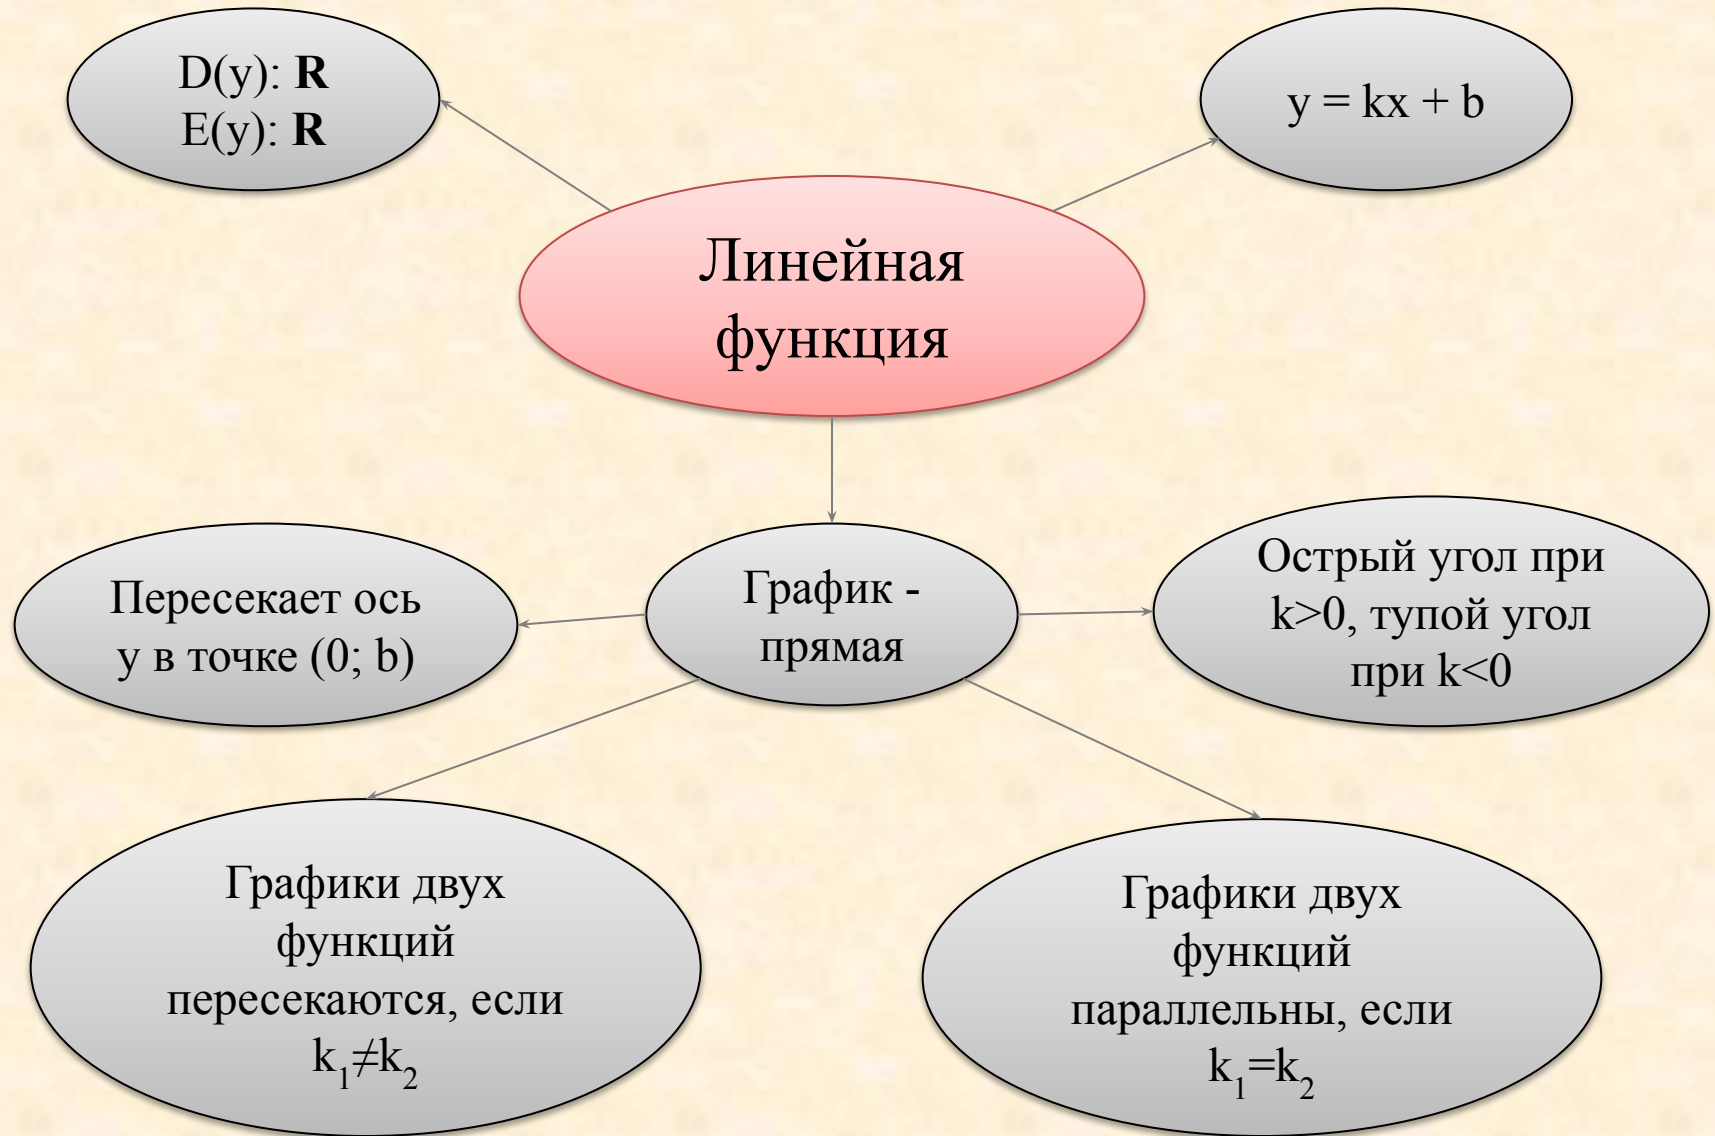 D(y): R
E(y): R
y = kx + b
Линейная
функция
Пересекает ось
y в точке (0; b)
График -
прямая
Острый угол при
k>0, тупой угол
при k<0
Графики двух
функций
пересекаются, если
k₁≠k₂
Графики двух
функций
параллельны, если
k₁=k₂